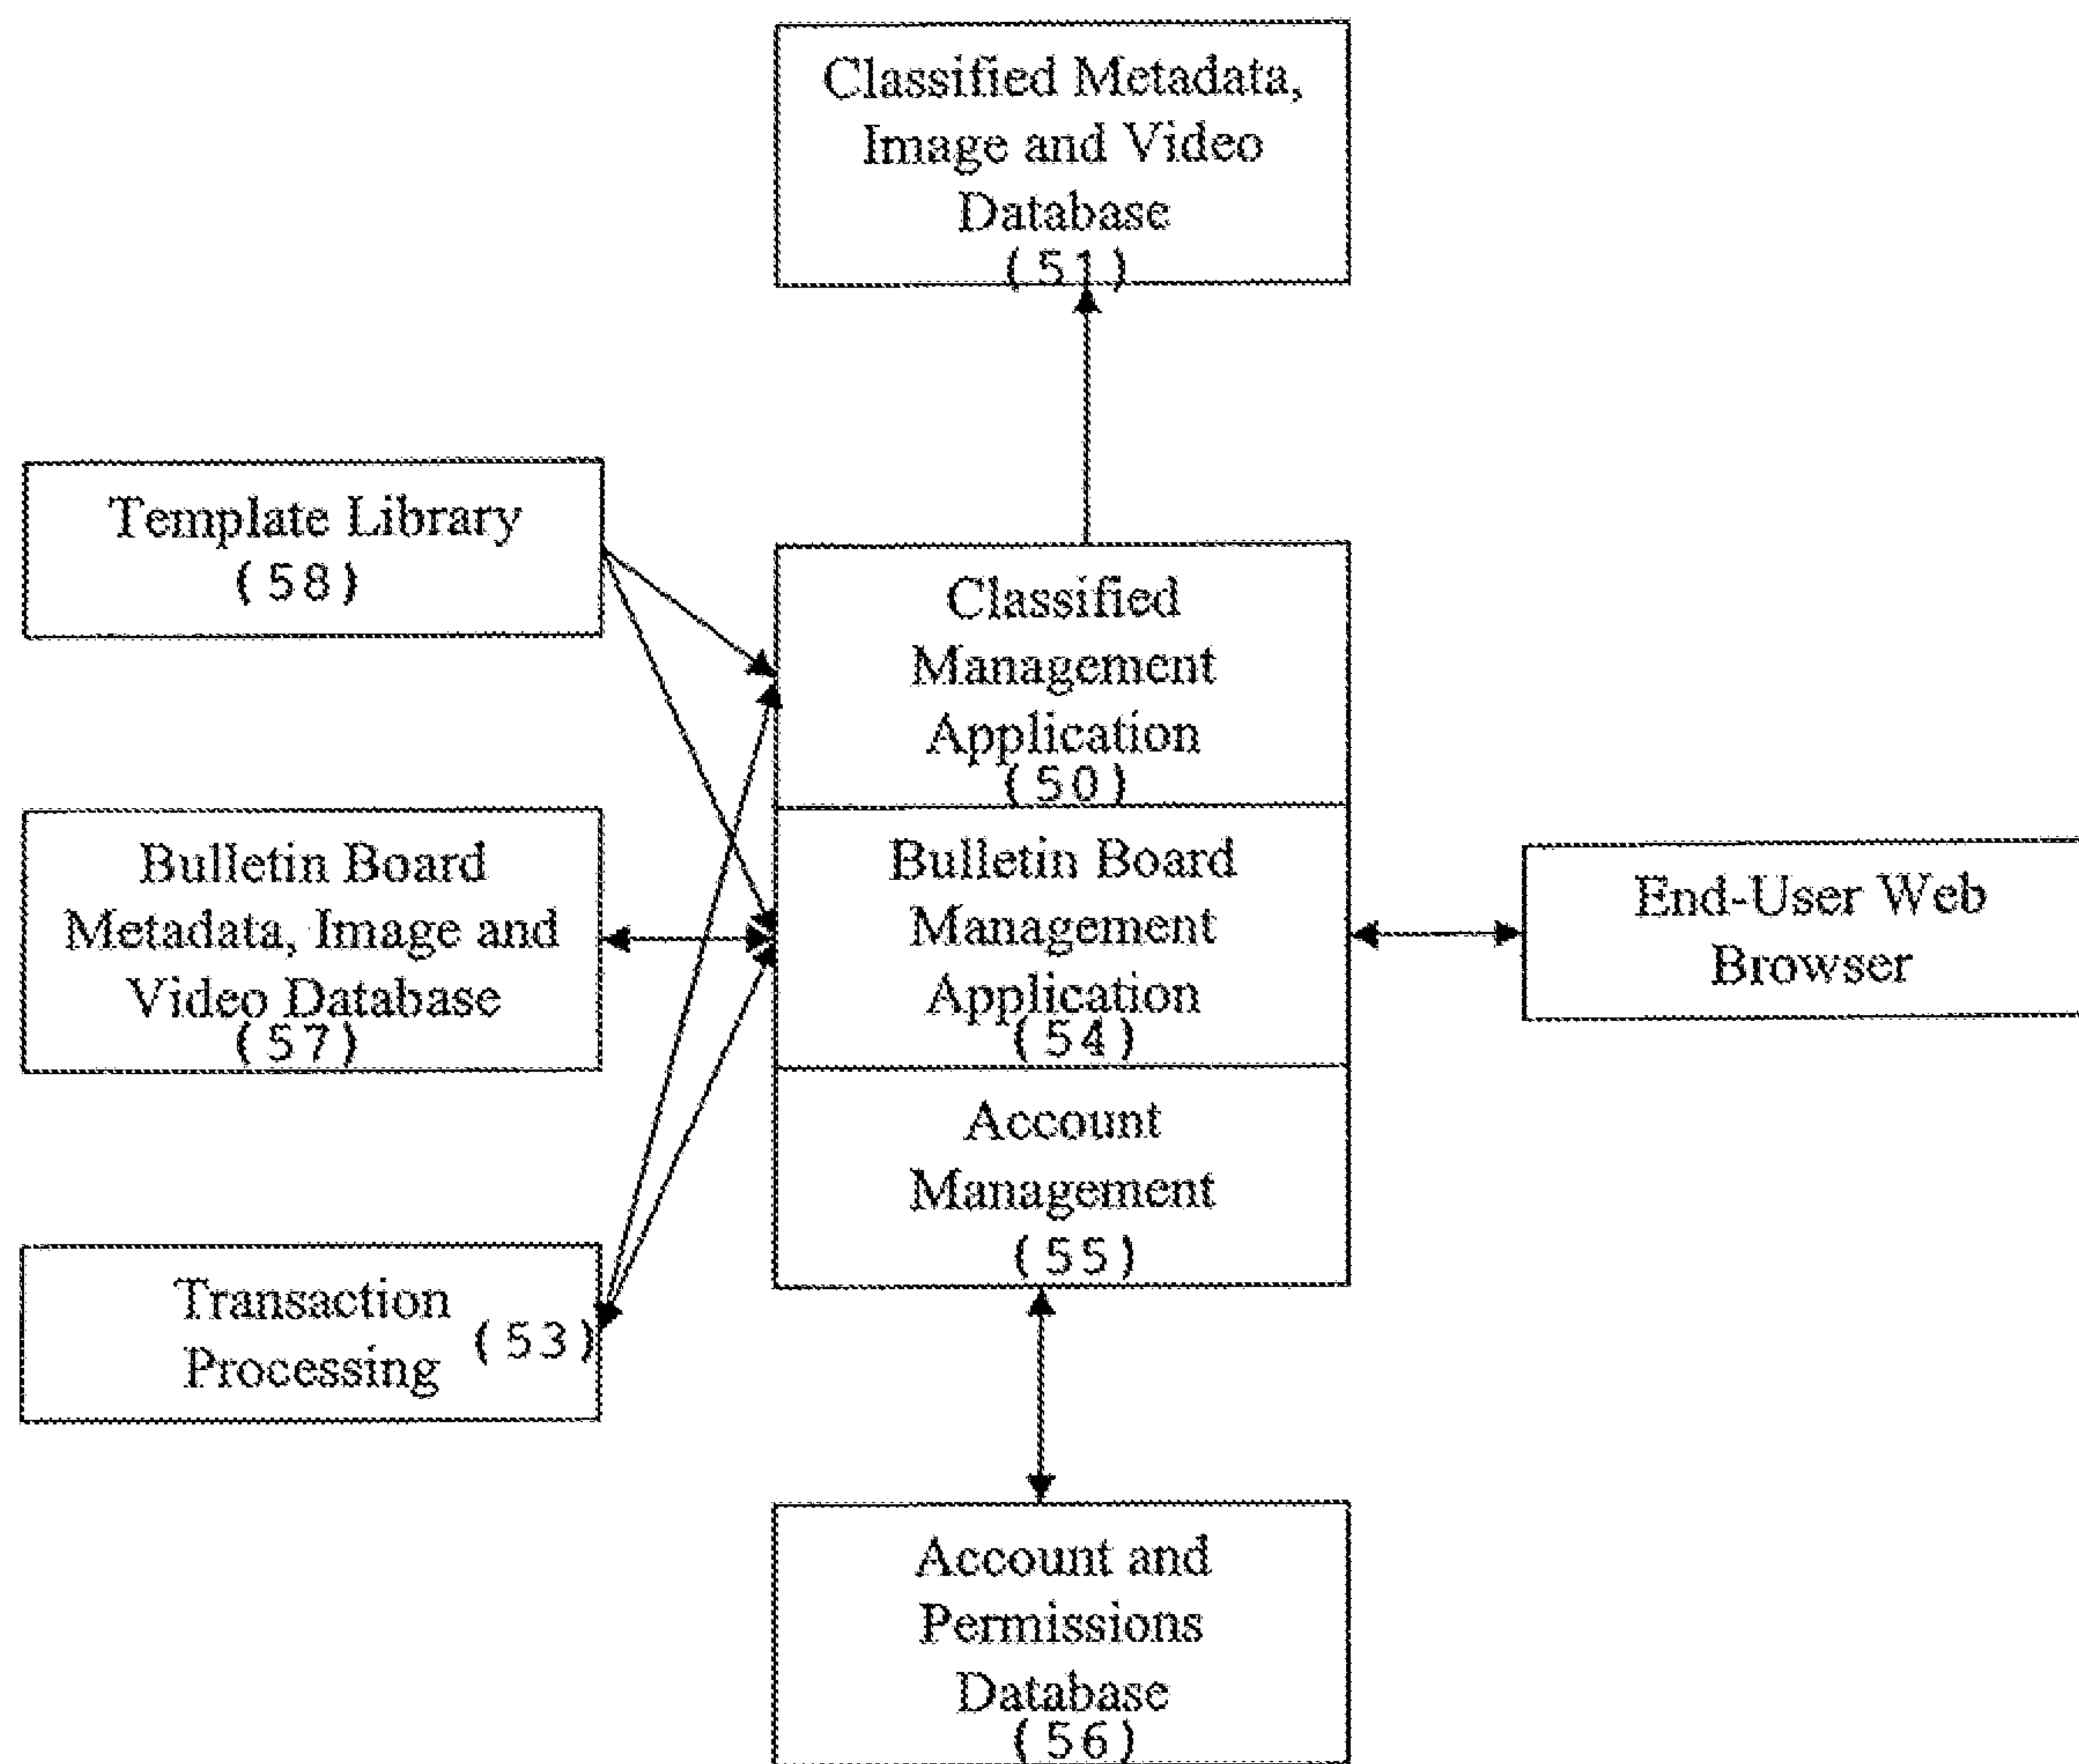 Classified Metadata,
Image and Video
Database
(51)
Template Library
(58)
Classified
Management
Application
(50)
Bulletin Board
Metadata, Image and
Video Database
(57)
Bulletin Board
Management
Application
(54)
End-User Web
Browser
Account
Management
(55)
Transaction
Processing
(53)
Account and
Permissions
Database
(56)